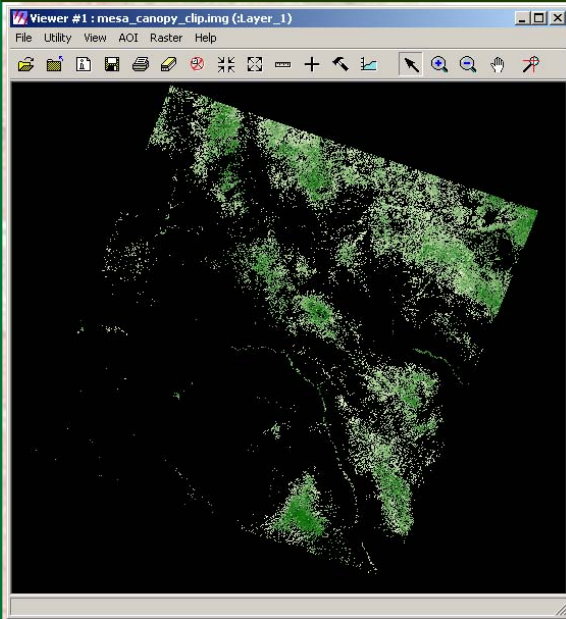 Viewer #1 : mesa_canopy_clip.img (:Layer_1)
File Utility View AOI Raster Help